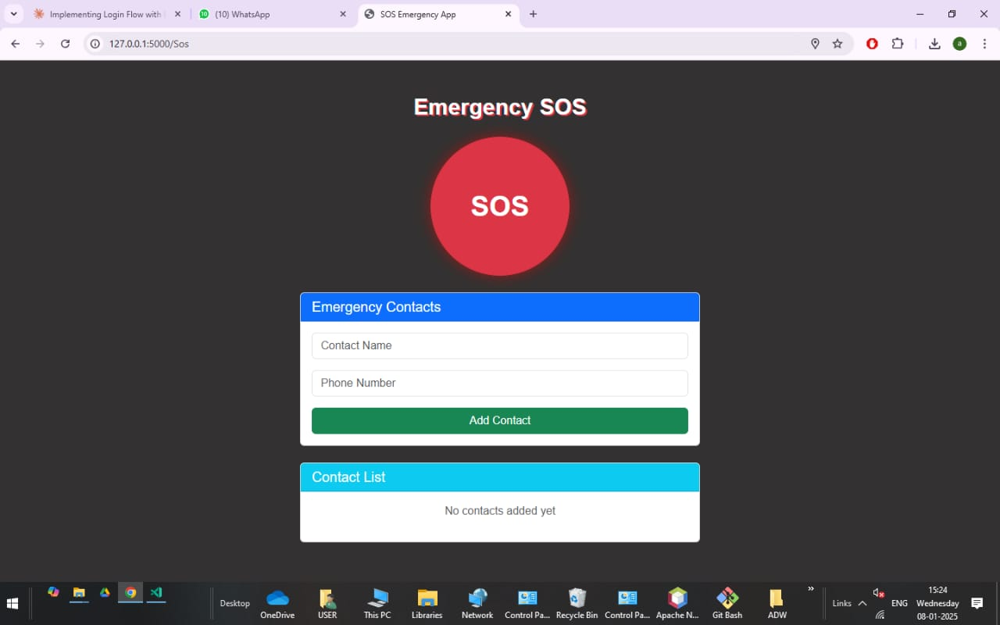 Implementing Login Flow with
(10) WhatsApp
SOS Emergency App
127.0.0.1:5000/Sos
a
Emergency SOS
SOS
Emergency Contacts
Contact Name
Phone Number
Add Contact
Contact List
No contacts added yet
Desktop
OneDrive
USER
This PC
Libraries
Network
Control Pa...
Recycle Bin
Control Pa...
Apache N...
Git Bash
ADW
Links
ENG
15:24
Wednesday
08-01-2025